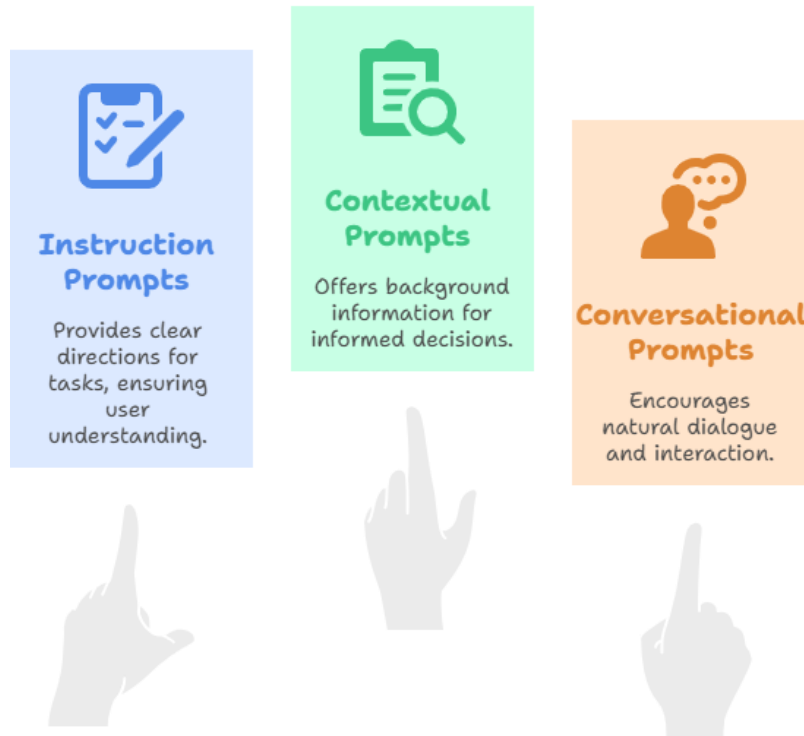 Instruction
Prompts
Provides clear
directions for
tasks, ensuring
user
understanding.
Contextual
Prompts
Offers background
information for
informed decisions.
Conversational
Prompts
Encourages
natural dialogue
and interaction.